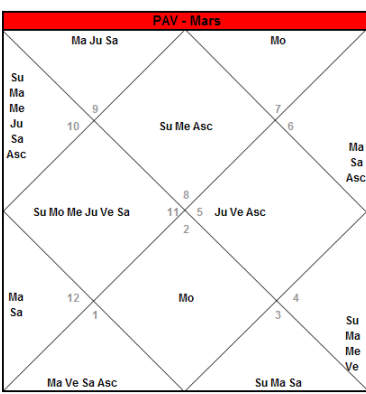 PAV - Mars
Ma Ju Sa
Mo
Su
Ma
Me
Ju
Sa
Asc
9
10
7
6
Su Me Asc
Ma
Sa
Asc
8
Su Mo Me Ju Ve Sa
11
5
Ju Ve Asc
2
Ma
Sa
12
1
Mo
4
3
Su
Ma
Me
Ve
Ma Ve Sa Asc
Su Ma Sa